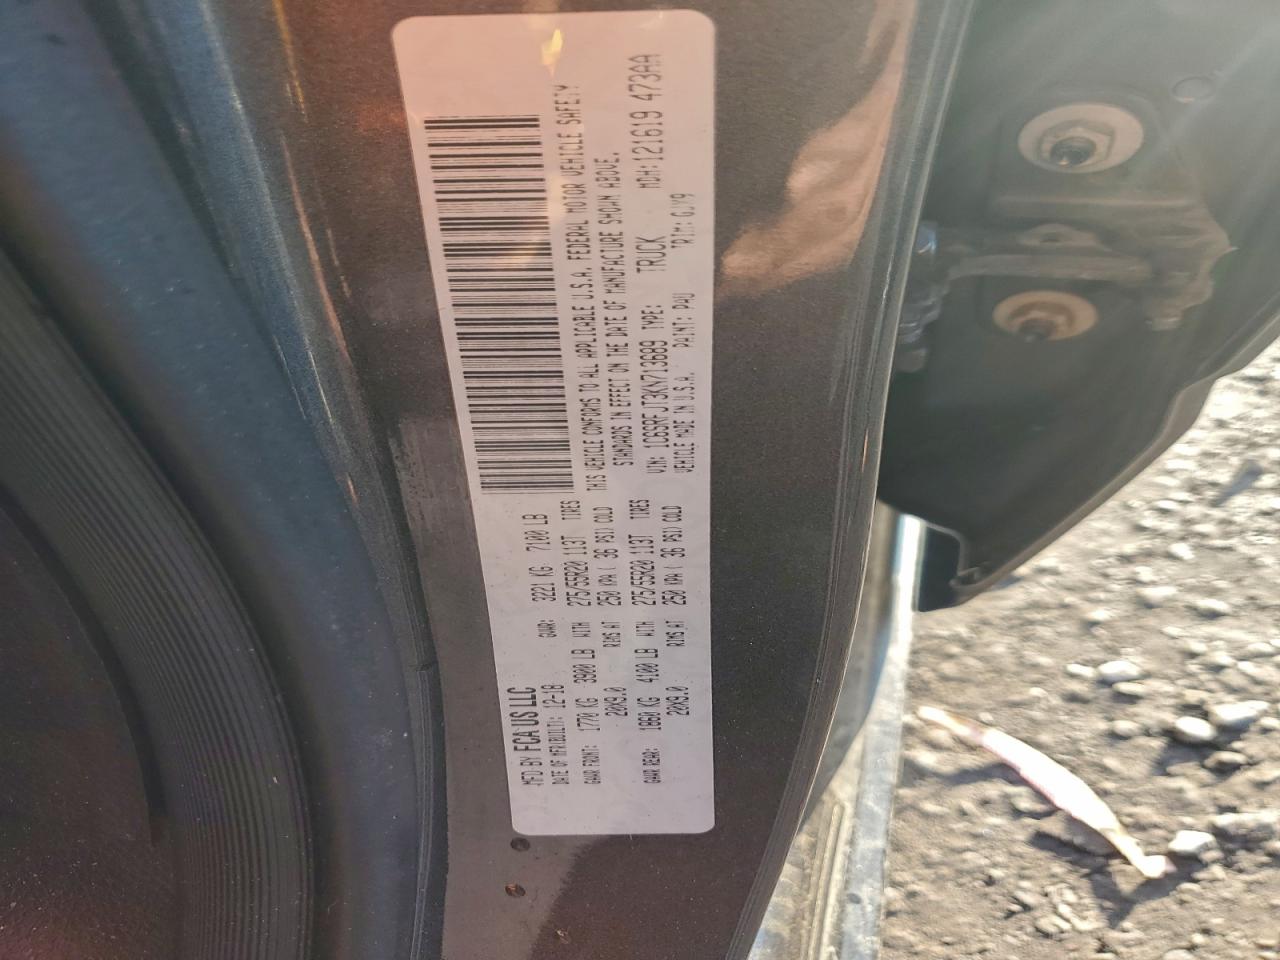 MFD BY FCA US LLC
DATE OF MFR(BUILT): 12-18 GVWR: 3221 KG 7100 LB
GAWR FRONT: 1770 KG 3900 LB WITH 275/55R20 113T TIRES
20X9.0 RIMS AT 250 KPA ( 36 PSI) COLD
GAWR REAR: 1860 KG 4100 LB WITH 275/55R20 113T TIRES
20X9.0 RIMS AT 250 KPA ( 36 PSI) COLD
THIS VEHICLE CONFORMS TO ALL APPLICABLE U.S.A. FEDERAL MOTOR VEHICLE SAFETY
STANDARDS IN EFFECT ON THE DATE OF MANUFACTURE SHOWN ABOVE.
VIN: 1C6SRFJT3KN713689 TYPE: TRUCK MDH:121619 473AA
VEHICLE MADE IN U.S.A. PAINT: PAU TRIM: